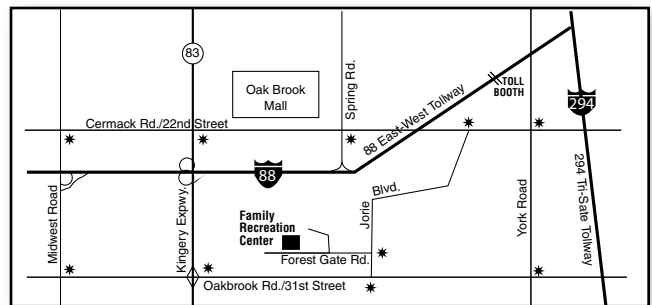 83
Oak Brook
Mall
Spring Rd.
88 East-West Tollway
TOLL
BOOTH
294
Cermack Rd./22nd Street
88
294 Tri-Sate Tollway
Midwest Road
Kingery Expwy.
Blvd.
Jorie
York Road
Family
Recreation
Center
Forest Gate Rd.
Oakbrook Rd./31st Street